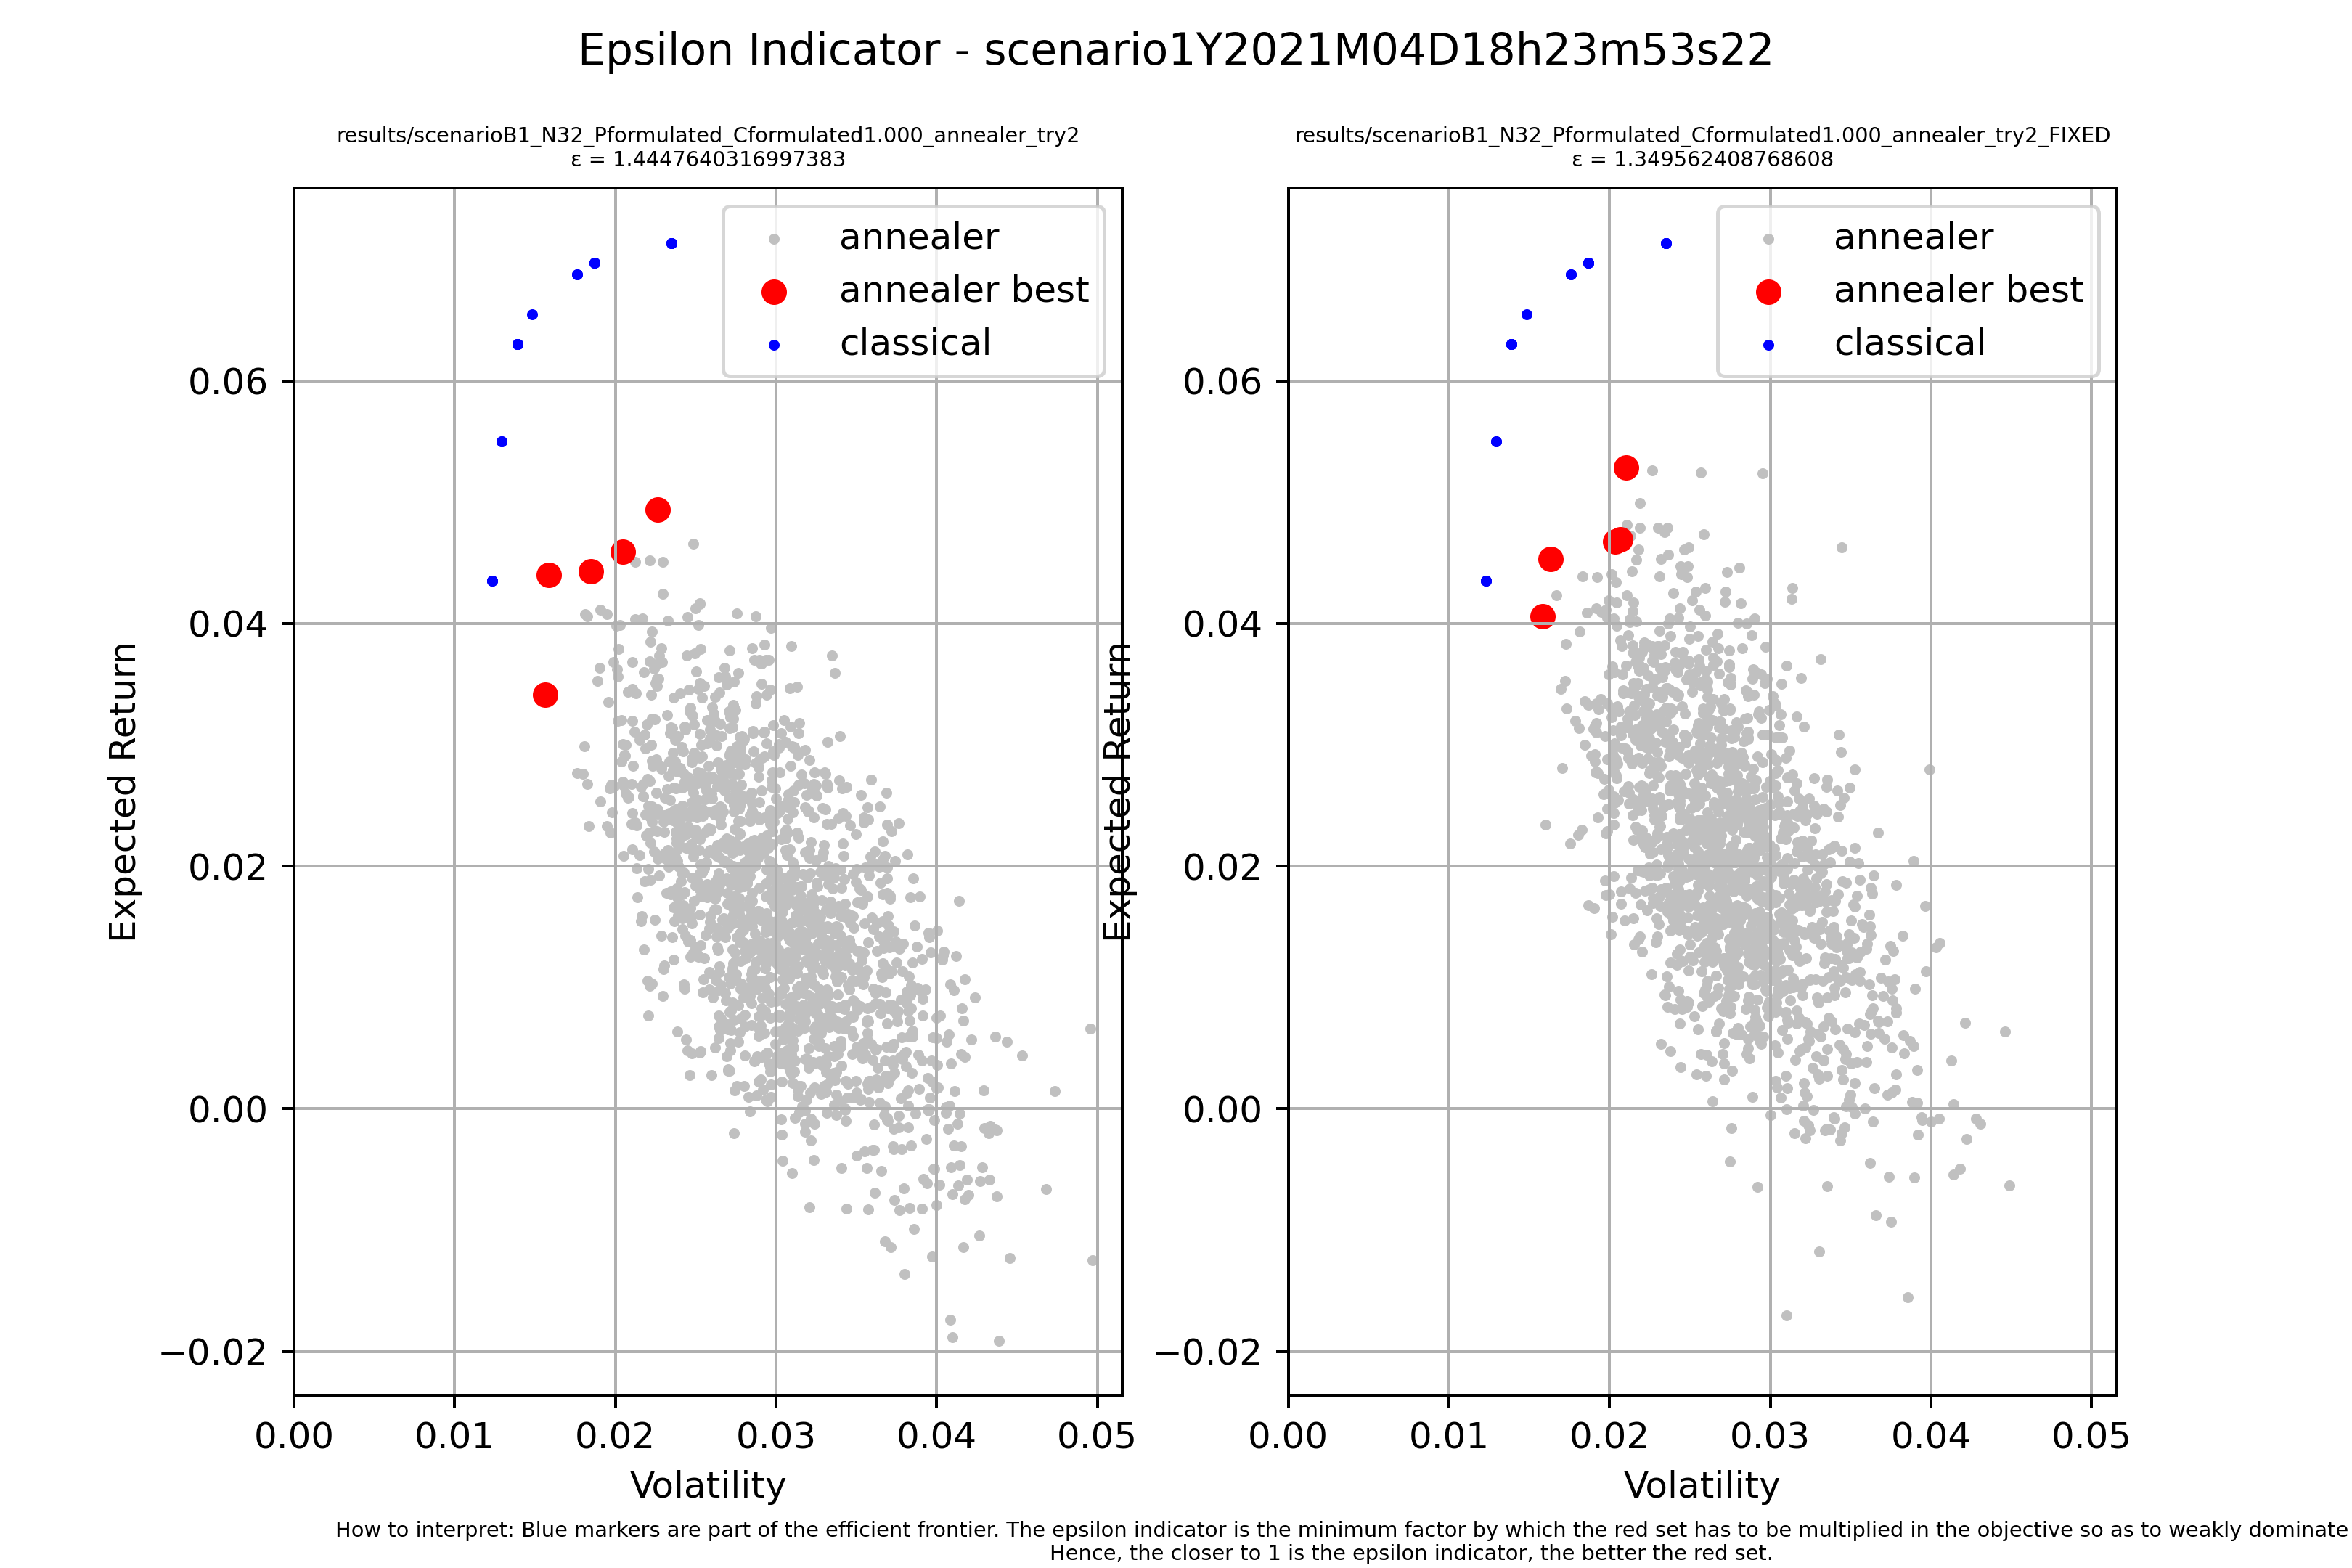 Epsilon Indicator - scenario1Y2021M04D18h23m53s22
results/scenarioB1_N32_Pformulated_Cformulated1.000_annealer_try2
ε = 1.4447640316997383
annealer
annealer best
classical
0.06
0.04
0.02
0.00
−0.02
Expected Return
0.00 0.01 0.02 0.03 0.04 0.05
Volatility
results/scenarioB1_N32_Pformulated_Cformulated1.000_annealer_try2_FIXED
ε = 1.349562408768608
annealer
annealer best
classical
0.06
0.04
0.02
0.00
−0.02
Expected Return
0.00 0.01 0.02 0.03 0.04 0.05
Volatility
How to interpret: Blue markers are part of the efficient frontier. The epsilon indicator is the minimum factor by which the red set has to be multiplied in the objective so as to weakly dominate
Hence, the closer to 1 is the epsilon indicator, the better the red set.